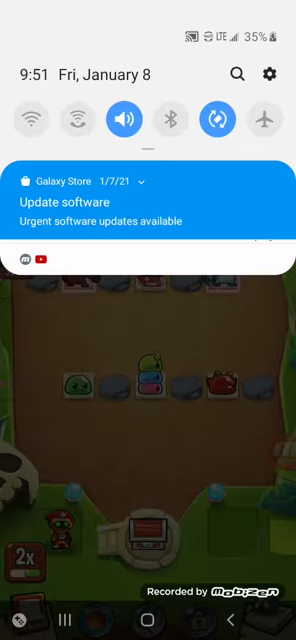 LTE 35%
9:51 Fri, January 8
Galaxy Store 1/7/21
Update software
Urgent software updates available
m
2x
Recorded by Mobizen